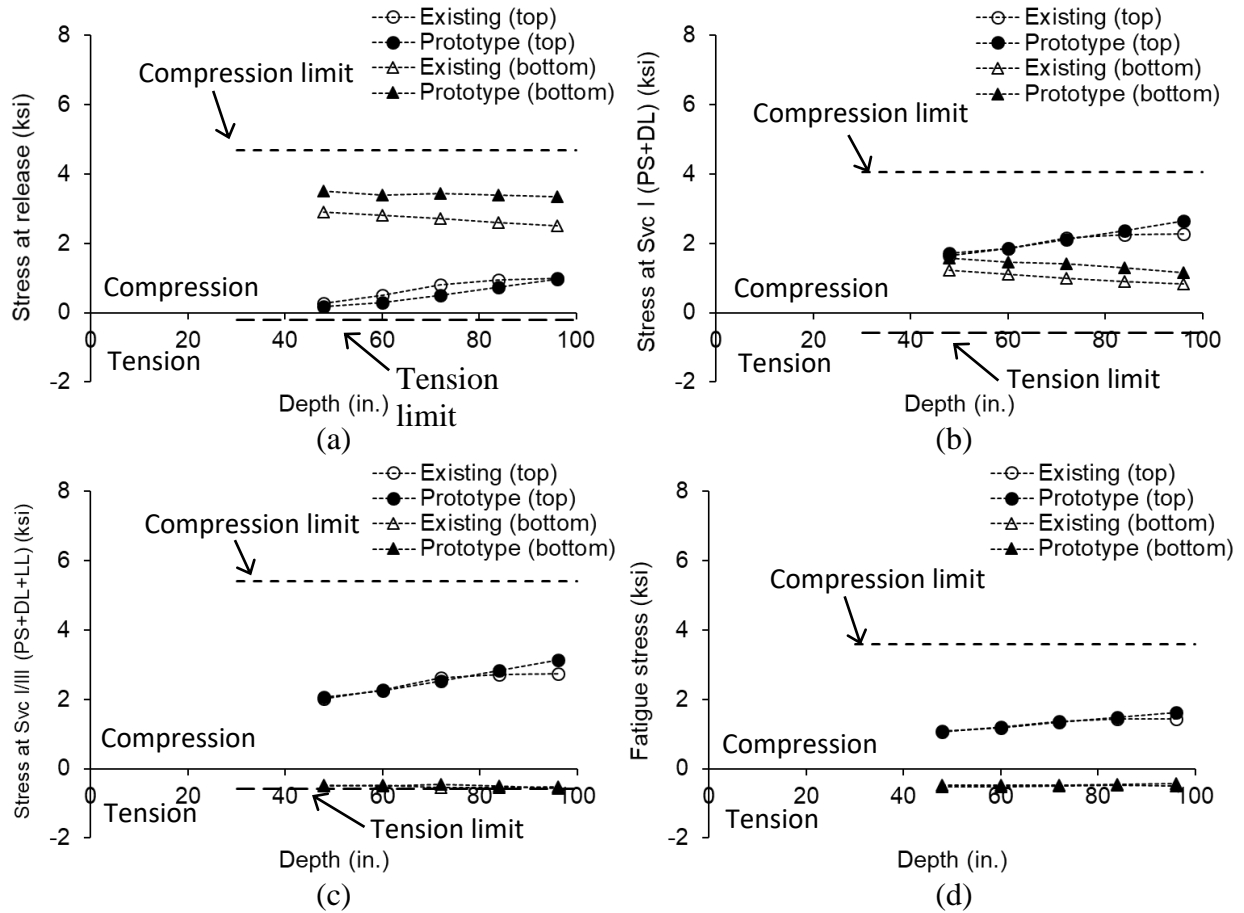 Existing (top)
Prototype (top)
Existing (bottom)
Prototype (bottom)
Compression limit
Stress at release (ksi)
8
6
4
2
0
-2
Compression
0 20 40 60 80 100
Tension
Tension
limit
Depth (in.)
(a)
Existing (top)
Prototype (top)
Existing (bottom)
Prototype (bottom)
Compression limit
Stress at Svc I (PS+DL) (ksi)
8
6
4
2
0
-2
Compression
0 20 40 60 80 100
Tension
Tension limit
Depth (in.)
(b)
Existing (top)
Prototype (top)
Existing (bottom)
Prototype (bottom)
Compression limit
Stress at Svc I/III (PS+DL+LL) (ksi)
8
6
4
2
0
-2
Compression
0 20 40 60 80 100
Tension
Tension limit
Depth (in.)
(c)
Existing (top)
Prototype (top)
Existing (bottom)
Prototype (bottom)
Compression limit
Fatigue stress (ksi)
8
6
4
2
0
-2
Compression
0 20 40 60 80 100
Tension
Depth (in.)
(d)